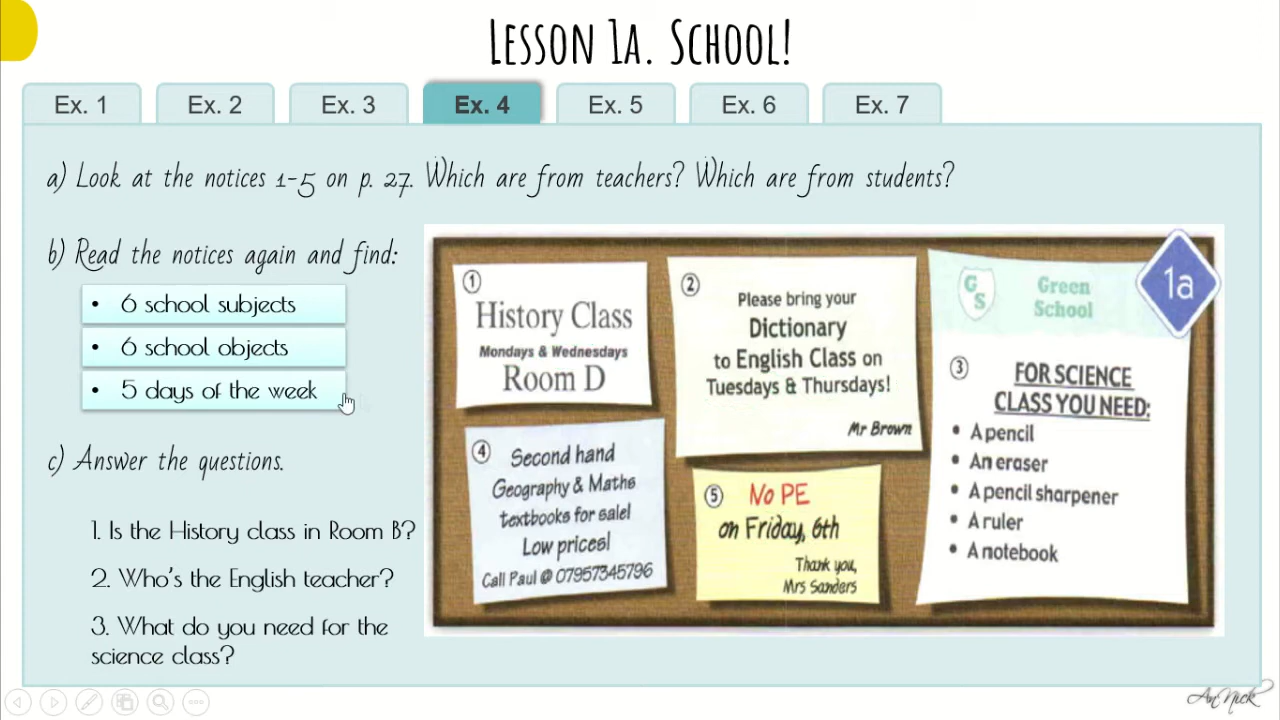 Lesson 1a. School!
Ex. 1
Ex. 2
Ex. 3
Ex. 4
Ex. 5
Ex. 6
Ex. 7
a) Look at the notices 1-5 on p. 27. Which are from teachers? Which are from students?
b) Read the notices again and find:
• 6 school subjects
• 6 school objects
• 5 days of the week
c) Answer the questions.
1. Is the History class in Room B?
2. Who's the English teacher?
3. What do you need for the
science class?
1
History Class
Mondays & Wednesdays
Room D
2
Please bring your
Dictionary
to English Class on
Tuesdays & Thursdays!
Mr Brown
GS
Green
School
1a
3
FOR SCIENCE
CLASS YOU NEED:
• A pencil
• An eraser
• A pencil sharpener
• A ruler
• A notebook
4
Second hand
Geography & Maths
textbooks for sale!
Low prices!
Call Paul @ 07957345796
5
No PE
on Friday, 6th
Thank you,
Mrs Sanders
AnNick